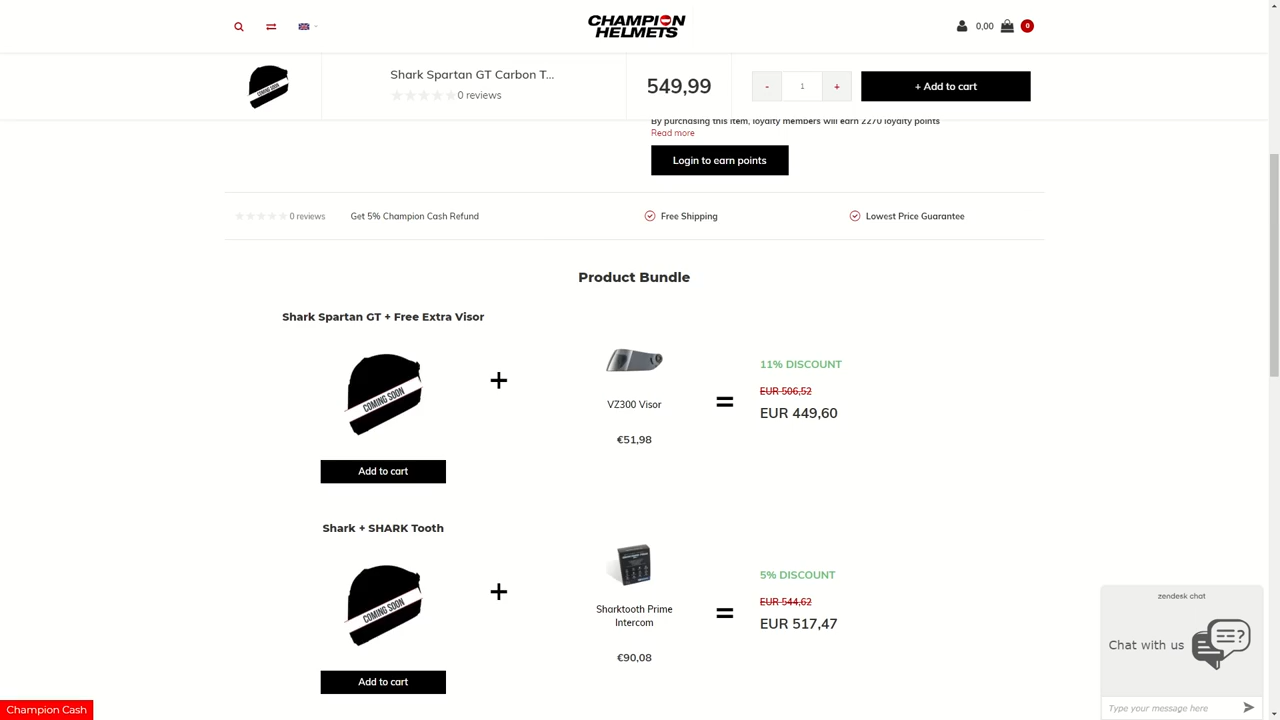 CHAMPION
HELMETS
0,00
0
COMING SOON
Shark Spartan GT Carbon T...
0 reviews
549,99
-
1
+
+ Add to cart
By purchasing this item, loyalty members will earn 2270 loyalty points
Read more
Login to earn points
0 reviews
Get 5% Champion Cash Refund
Free Shipping
Lowest Price Guarantee
Product Bundle
Shark Spartan GT + Free Extra Visor
COMING SOON
Add to cart
+
VZ300 Visor
€51,98
=
11% DISCOUNT
EUR 506,52
EUR 449,60
Shark + SHARK Tooth
COMING SOON
Add to cart
+
Sharktooth Prime
Intercom
€90,08
=
5% DISCOUNT
EUR 544,62
EUR 517,47
zendesk chat
Chat with us
Type your message here
Champion Cash